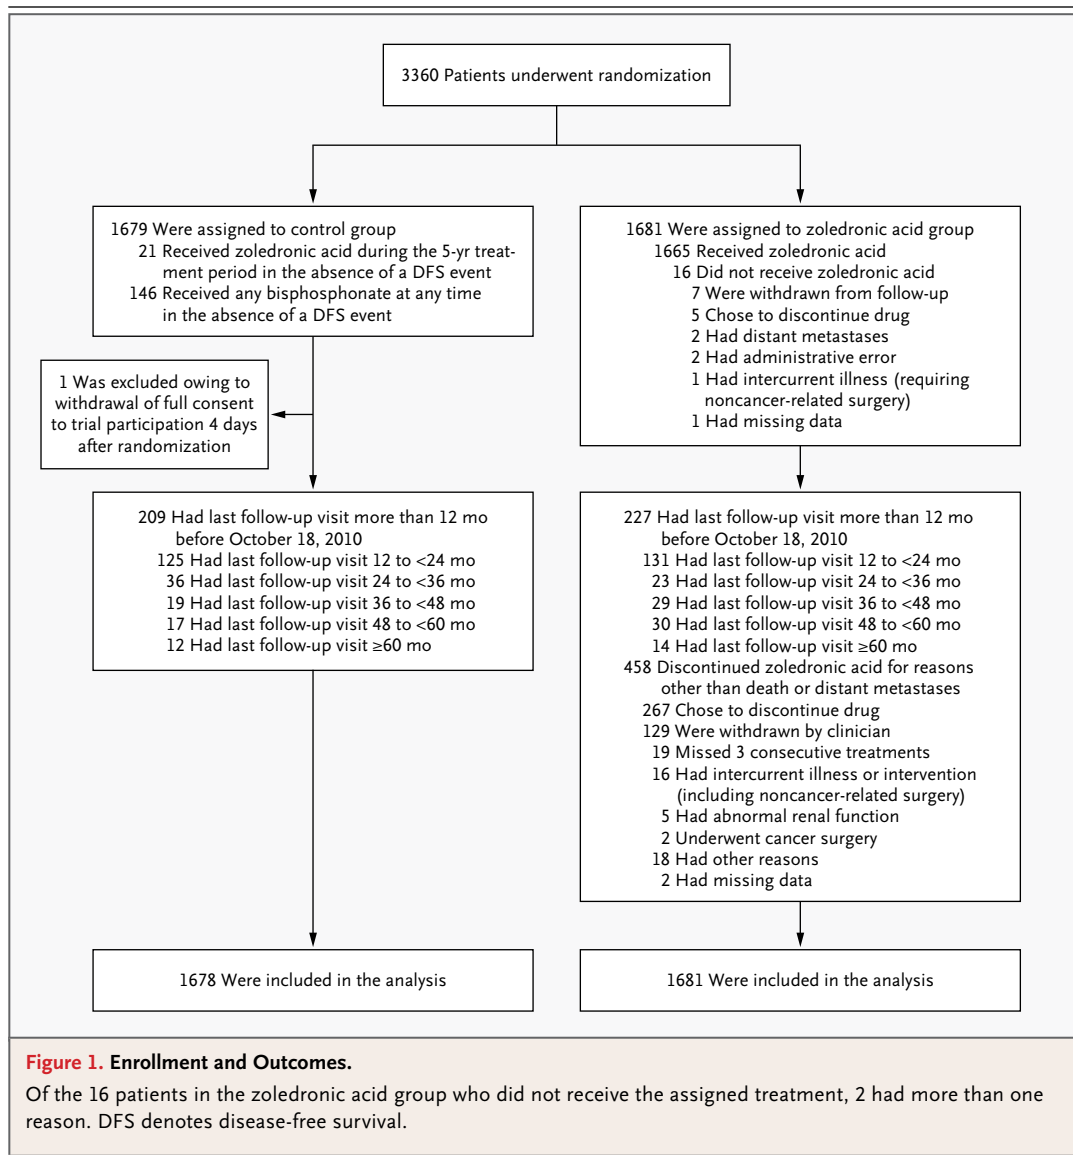 3360 Patients underwent randomization
1679 Were assigned to control group
21 Received zoledronic acid during the 5-yr treat-
ment period in the absence of a DFS event
146 Received any bisphosphonate at any time
in the absence of a DFS event
1681 Were assigned to zoledronic acid group
1665 Received zoledronic acid
16 Did not receive zoledronic acid
7 Were withdrawn from follow-up
5 Chose to discontinue drug
2 Had distant metastases
2 Had administrative error
1 Had intercurrent illness (requiring
noncancer-related surgery)
1 Had missing data
1 Was excluded owing to
withdrawal of full consent
to trial participation 4 days
after randomization
209 Had last follow-up visit more than 12 mo
before October 18, 2010
125 Had last follow-up visit 12 to <24 mo
36 Had last follow-up visit 24 to <36 mo
19 Had last follow-up visit 36 to <48 mo
17 Had last follow-up visit 48 to <60 mo
12 Had last follow-up visit ≥60 mo
227 Had last follow-up visit more than 12 mo
before October 18, 2010
131 Had last follow-up visit 12 to <24 mo
23 Had last follow-up visit 24 to <36 mo
29 Had last follow-up visit 36 to <48 mo
30 Had last follow-up visit 48 to <60 mo
14 Had last follow-up visit ≥60 mo
458 Discontinued zoledronic acid for reasons
other than death or distant metastases
267 Chose to discontinue drug
129 Were withdrawn by clinician
19 Missed 3 consecutive treatments
16 Had intercurrent illness or intervention
(including noncancer-related surgery)
5 Had abnormal renal function
2 Underwent cancer surgery
18 Had other reasons
2 Had missing data
1678 Were included in the analysis
1681 Were included in the analysis
Figure 1. Enrollment and Outcomes.
Of the 16 patients in the zoledronic acid group who did not receive the assigned treatment, 2 had more than one
reason. DFS denotes disease-free survival.